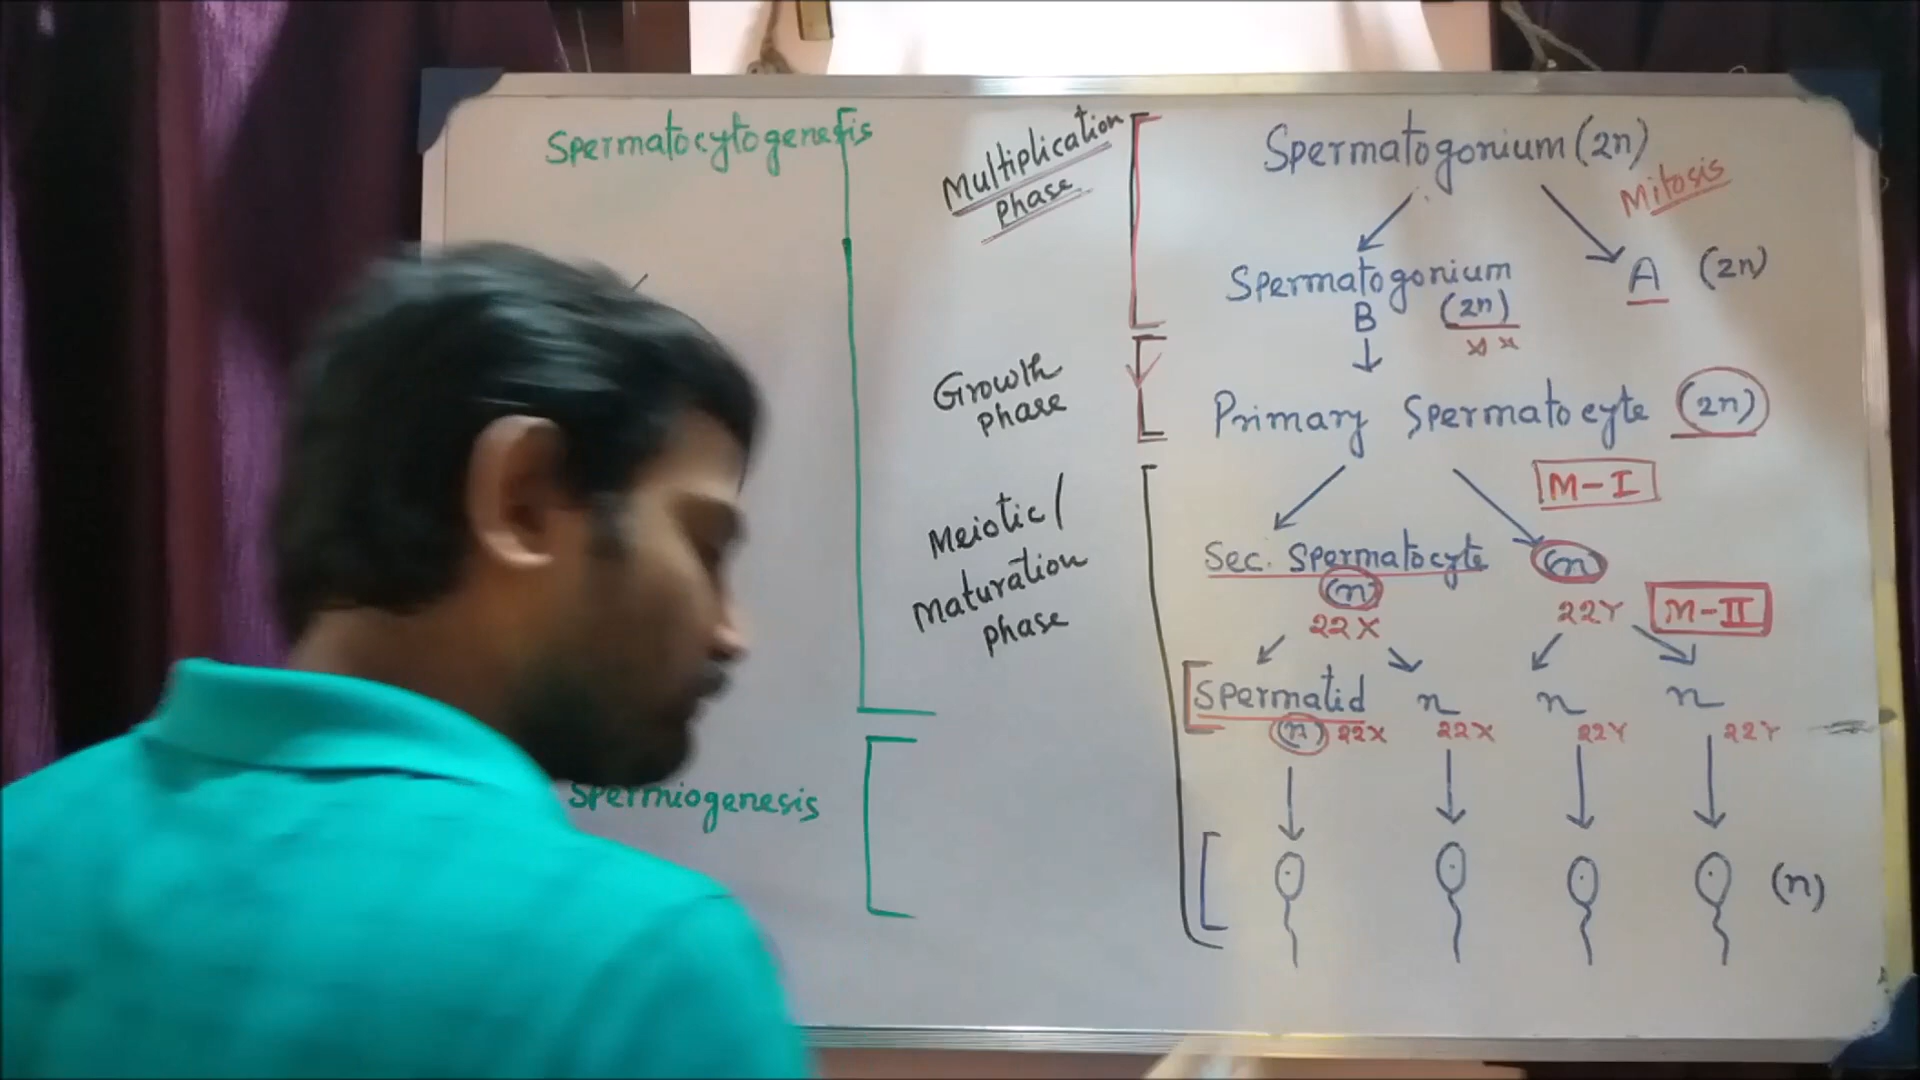 Spermatocytogenesis
Multiplication
phase
Spermatogonium (2n)
Mitosis
Spermatogonium
B (2n)
A (2n)
Growth
phase
Primary Spermatocyte (2n)
M-I
Meiotic/
Maturation
phase
Sec. Spermatocyte (n)
(n)
22X 22Y M-II
Spermatid n n n
(n) 22X 22X 22Y 22Y
Spermiogenesis
(n)